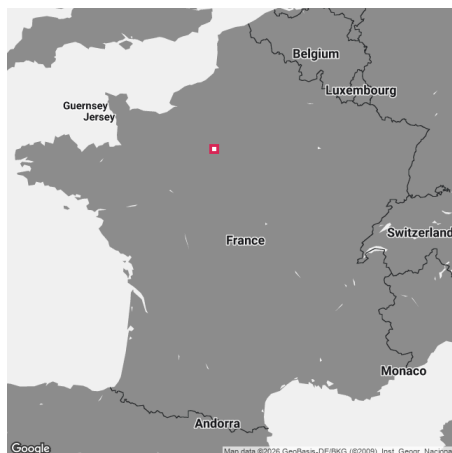 Belgium
Luxembourg
Guernsey
Jersey
Switzerland
France
Monaco
Andorra
Google
Map data ©2026 GeoBasis-DE/BKG (©2009), Inst. Geogr. Nacional